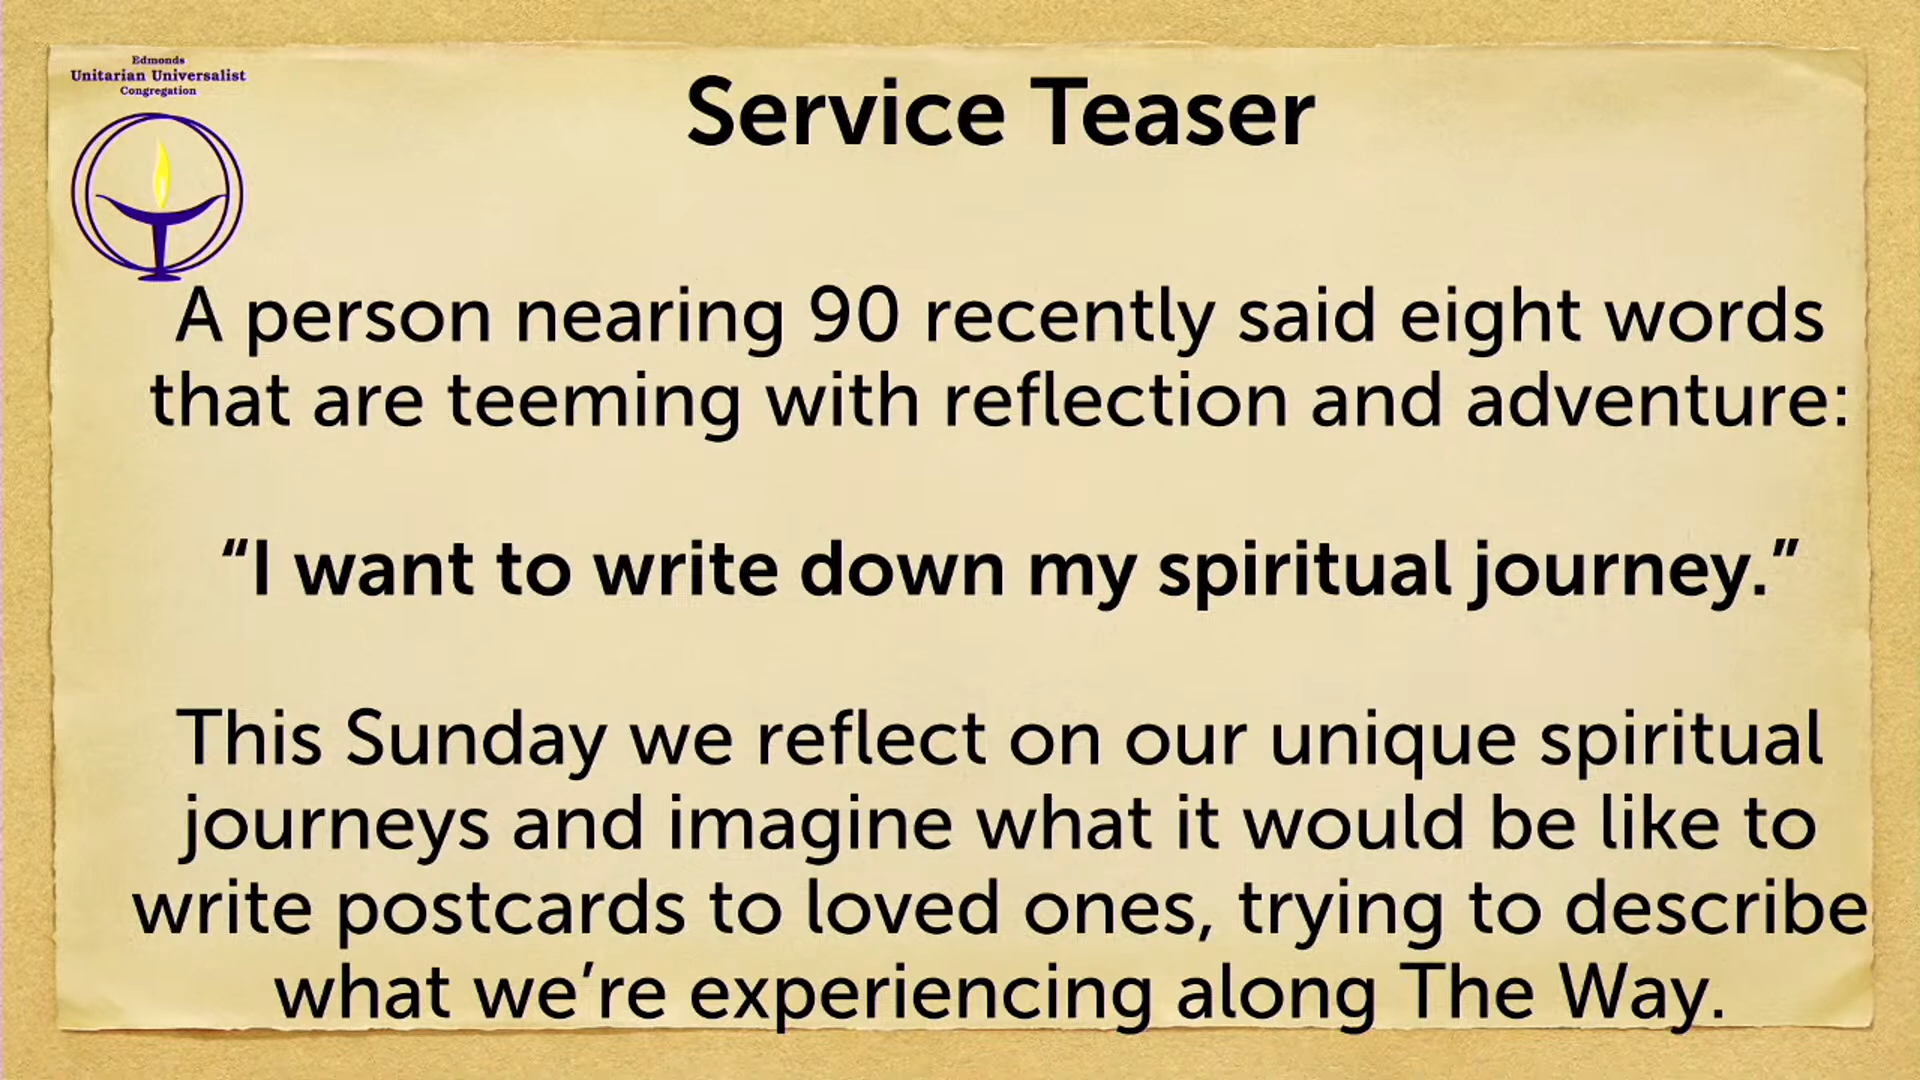 Edmonds
Unitarian Universalist
Congregation
Service Teaser
A person nearing 90 recently said eight words
that are teeming with reflection and adventure:
“I want to write down my spiritual journey.”
This Sunday we reflect on our unique spiritual
journeys and imagine what it would be like to
write postcards to loved ones, trying to describe
what we’re experiencing along The Way.